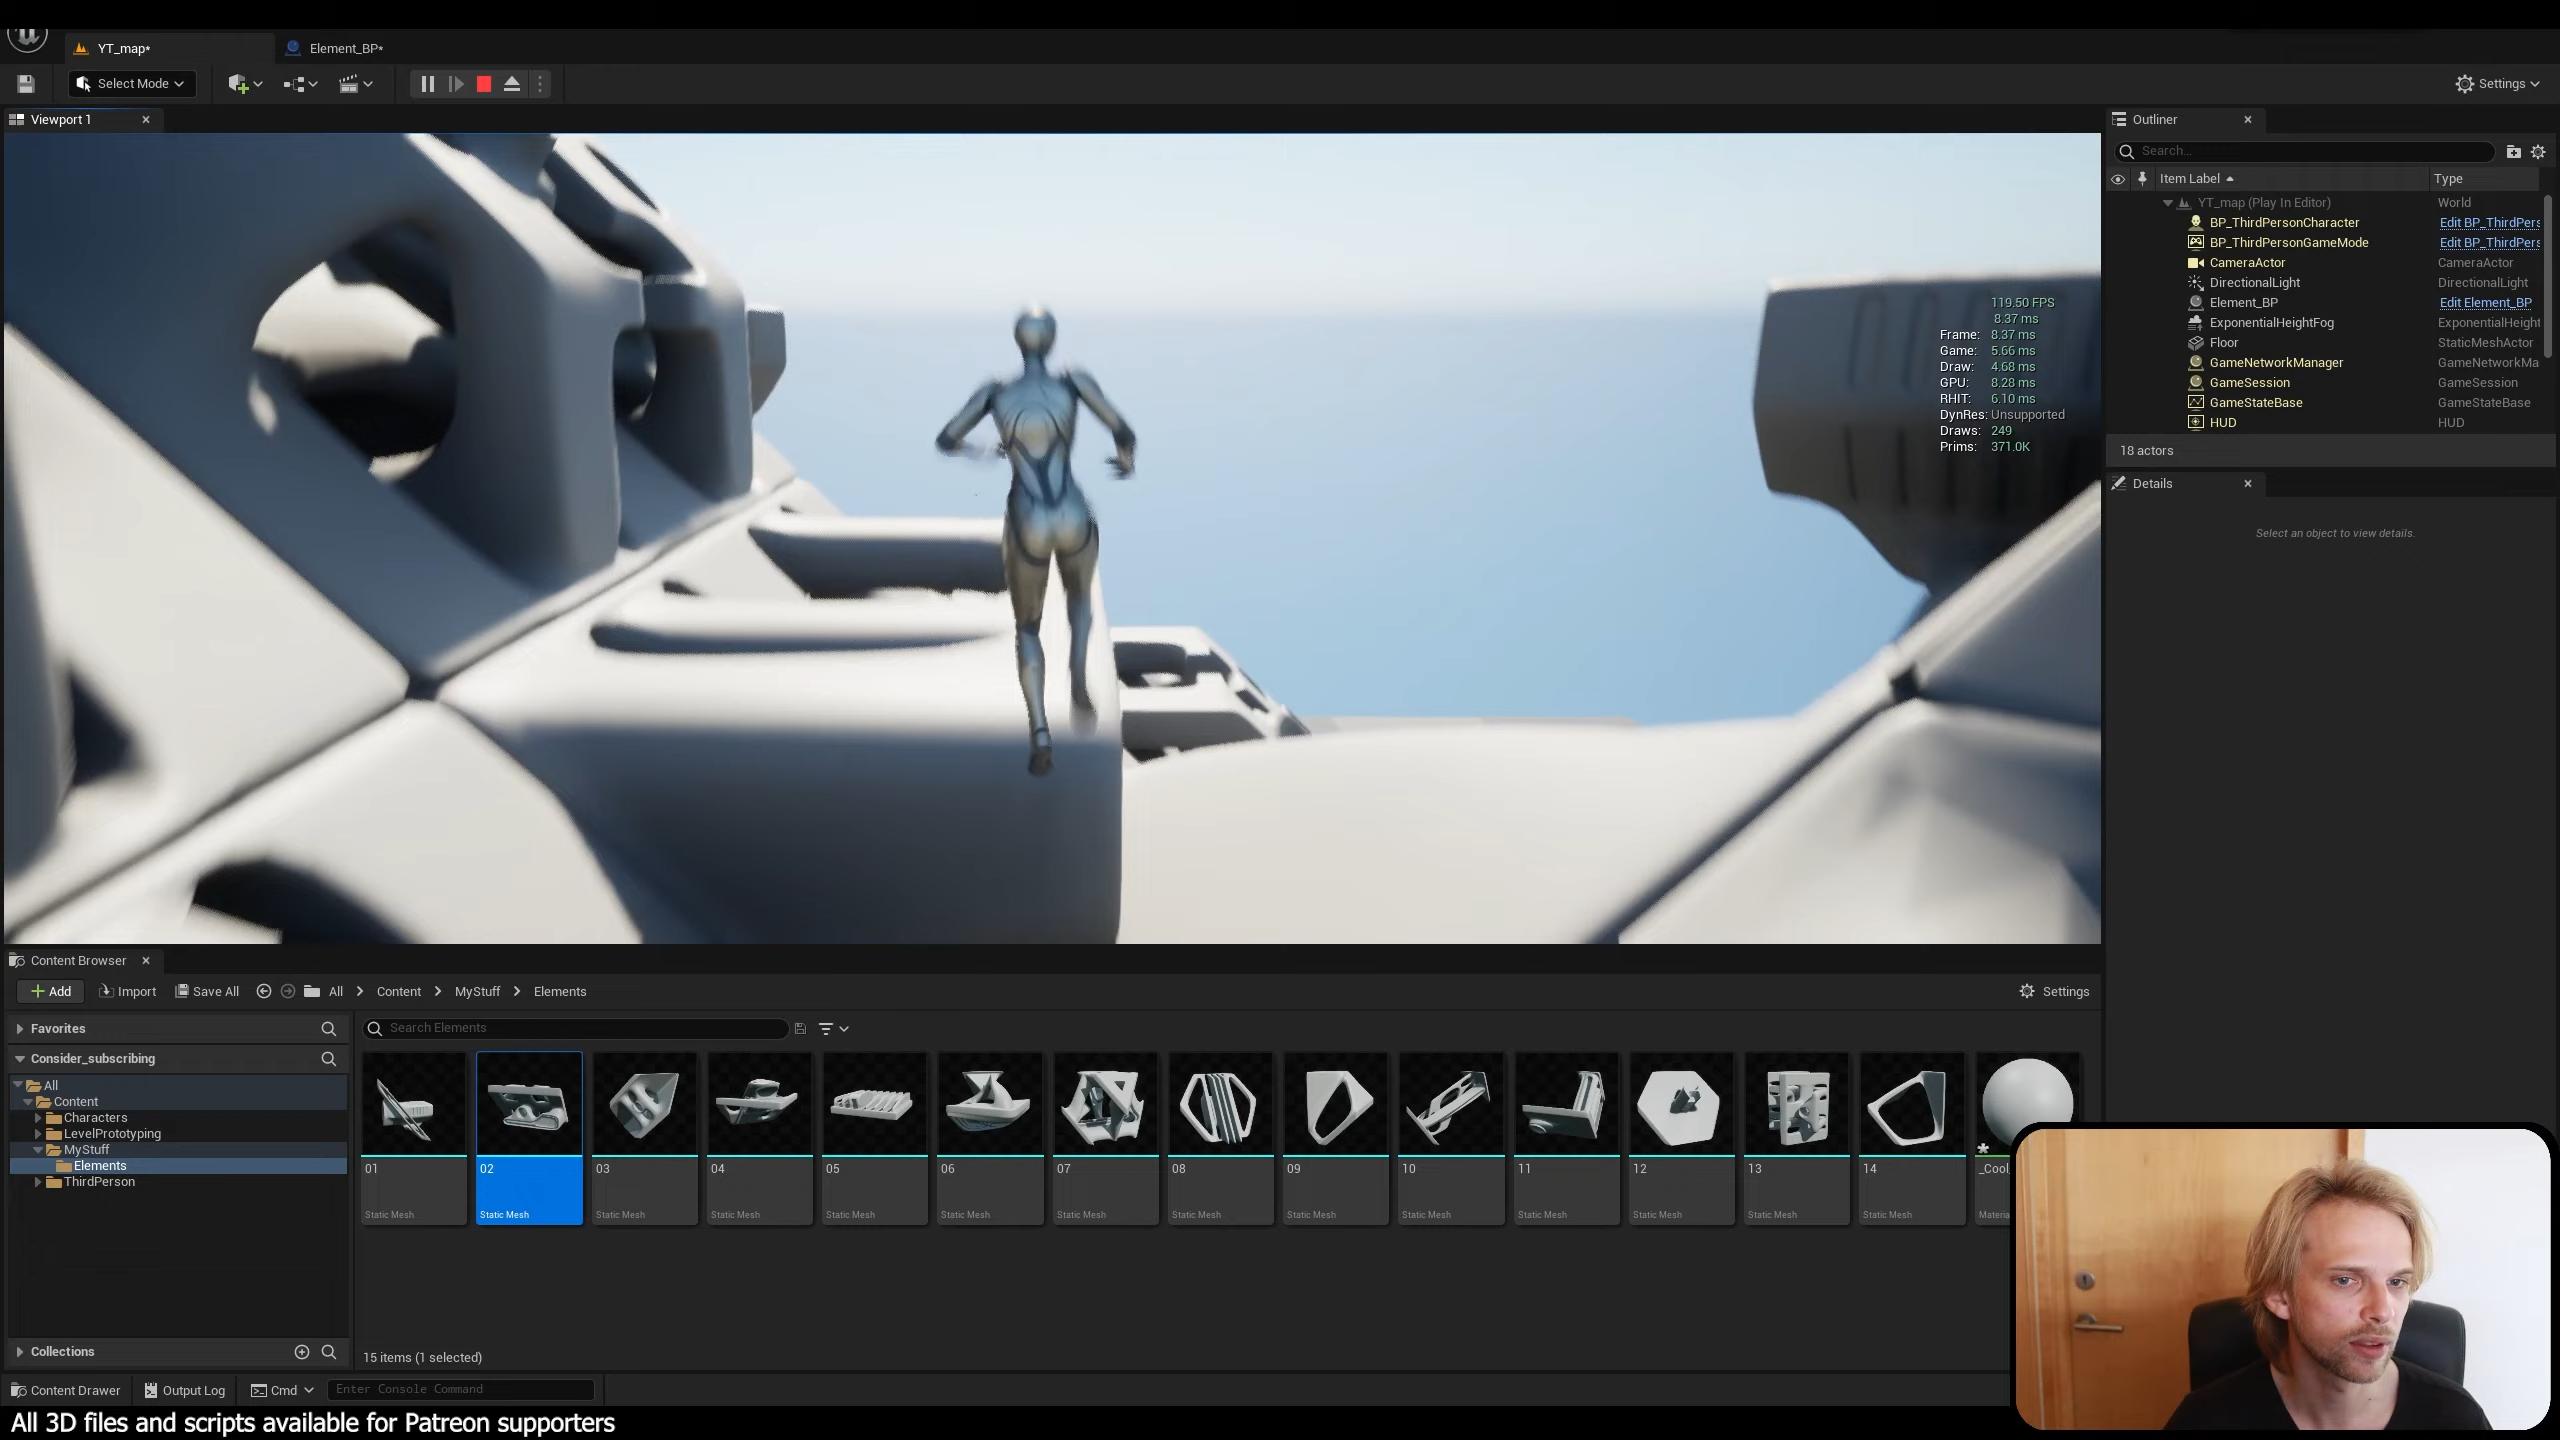 YT_map*
Element_BP*
Select Mode
Settings
Viewport 1
119.50 FPS
8.37 ms
Frame: 8.37 ms
Game: 5.66 ms
Draw: 4.68 ms
GPU: 8.28 ms
RHIT: 6.10 ms
DynRes: Unsupported
Draws: 249
Prims: 371.0K
Outliner
Search...
Item Label Type
YT_map (Play In Editor) World
BP_ThirdPersonCharacter Edit BP_ThirdPers
BP_ThirdPersonGameMode Edit BP_ThirdPers
CameraActor CameraActor
DirectionalLight DirectionalLight
Element_BP Edit Element_BP
ExponentialHeightFog ExponentialHeight
Floor StaticMeshActor
GameNetworkManager GameNetworkMa
GameSession GameSession
GameStateBase GameStateBase
HUD HUD
18 actors
Details
Select an object to view details.
Content Browser
Add Import Save All All > Content > MyStuff > Elements Settings
Favorites
Search Elements
Consider_subscribing
All
Content
Characters
LevelPrototyping
MyStuff
Elements
ThirdPerson
01 02 03 04 05 06 07 08 09 10 11 12 13 14 _Cool
Static Mesh Static Mesh Static Mesh Static Mesh Static Mesh Static Mesh Static Mesh Static Mesh Static Mesh Static Mesh Static Mesh Static Mesh Static Mesh Static Mesh Materia
Collections
15 items (1 selected)
Content Drawer Output Log Cmd Enter Console Command
All 3D files and scripts available for Patreon supporters